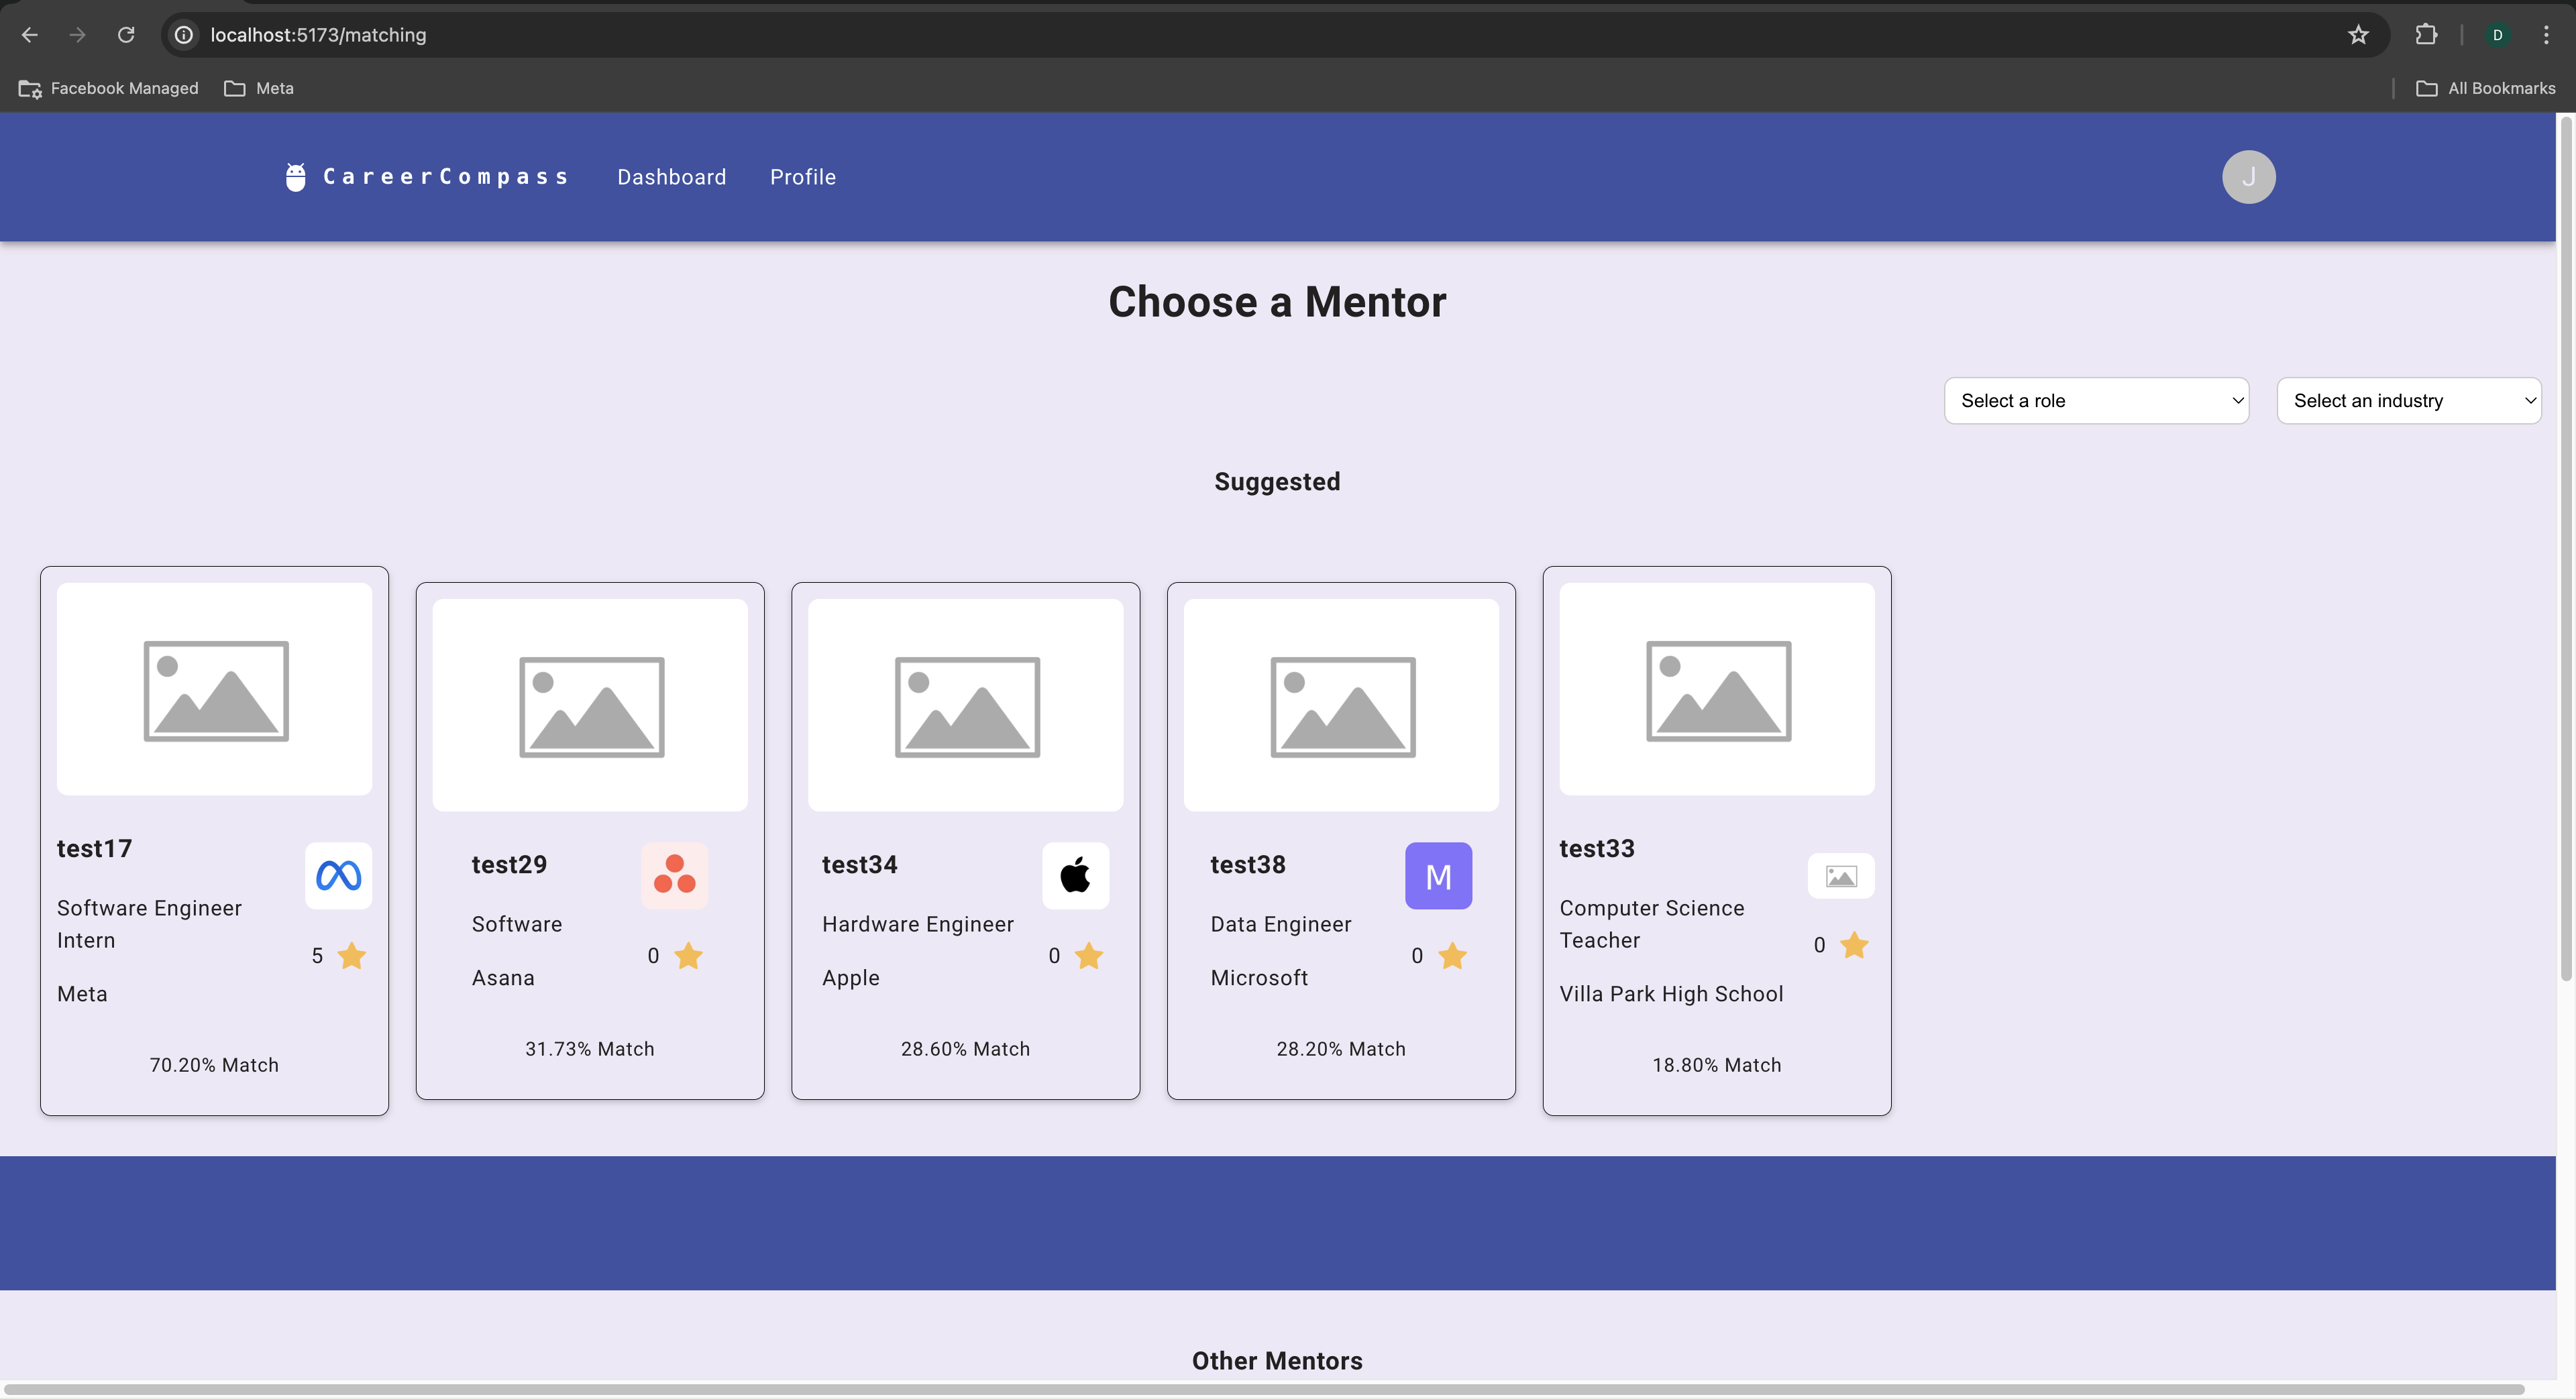 localhost:5173/matching
D
Facebook Managed
Meta
All Bookmarks
CareerCompass
Dashboard
Profile
J
Choose a Mentor
Select a role
Select an industry
Suggested
test17
Software Engineer
Intern
5
Meta
70.20% Match
test29
Software
0
Asana
31.73% Match
test34
Hardware Engineer
0
Apple
28.60% Match
test38
M
Data Engineer
0
Microsoft
28.20% Match
test33
Computer Science
Teacher
0
Villa Park High School
18.80% Match
Other Mentors